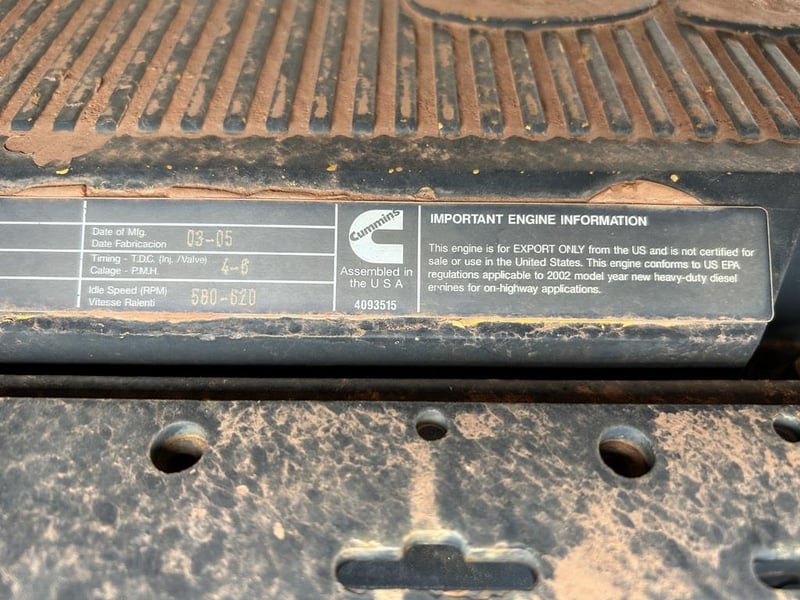 Date of Mfg.
Date Fabricacion
03-05
Timing - T.D.C. (Inj. /Valve)
Calage - P.M.H.
4-6
Idle Speed (RPM)
Vitesse Ralenti
580-620
Cummins
Assembled in
the U S A
4093515
IMPORTANT ENGINE INFORMATION
This engine is for EXPORT ONLY from the US and is not certified for
sale or use in the United States. This engine conforms to US EPA
regulations applicable to 2002 model year new heavy-duty diesel
engines for on-highway applications.